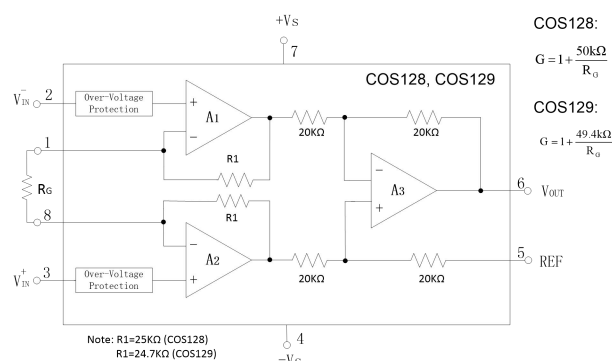 +Vs
7
COS128, COS129
COS128:
G = 1 + 50kΩ / RG
COS129:
G = 1 + 49.4kΩ / RG
V-IN 2
Over-Voltage
Protection
+
A1
−
1
RG
8
R1
R1
20KΩ
20KΩ
−
A3
+
6 VOUT
−
A2
+
V+IN 3
Over-Voltage
Protection
20KΩ
20KΩ
5 REF
Note: R1=25KΩ (COS128)
R1=24.7KΩ (COS129)
4
−Vs